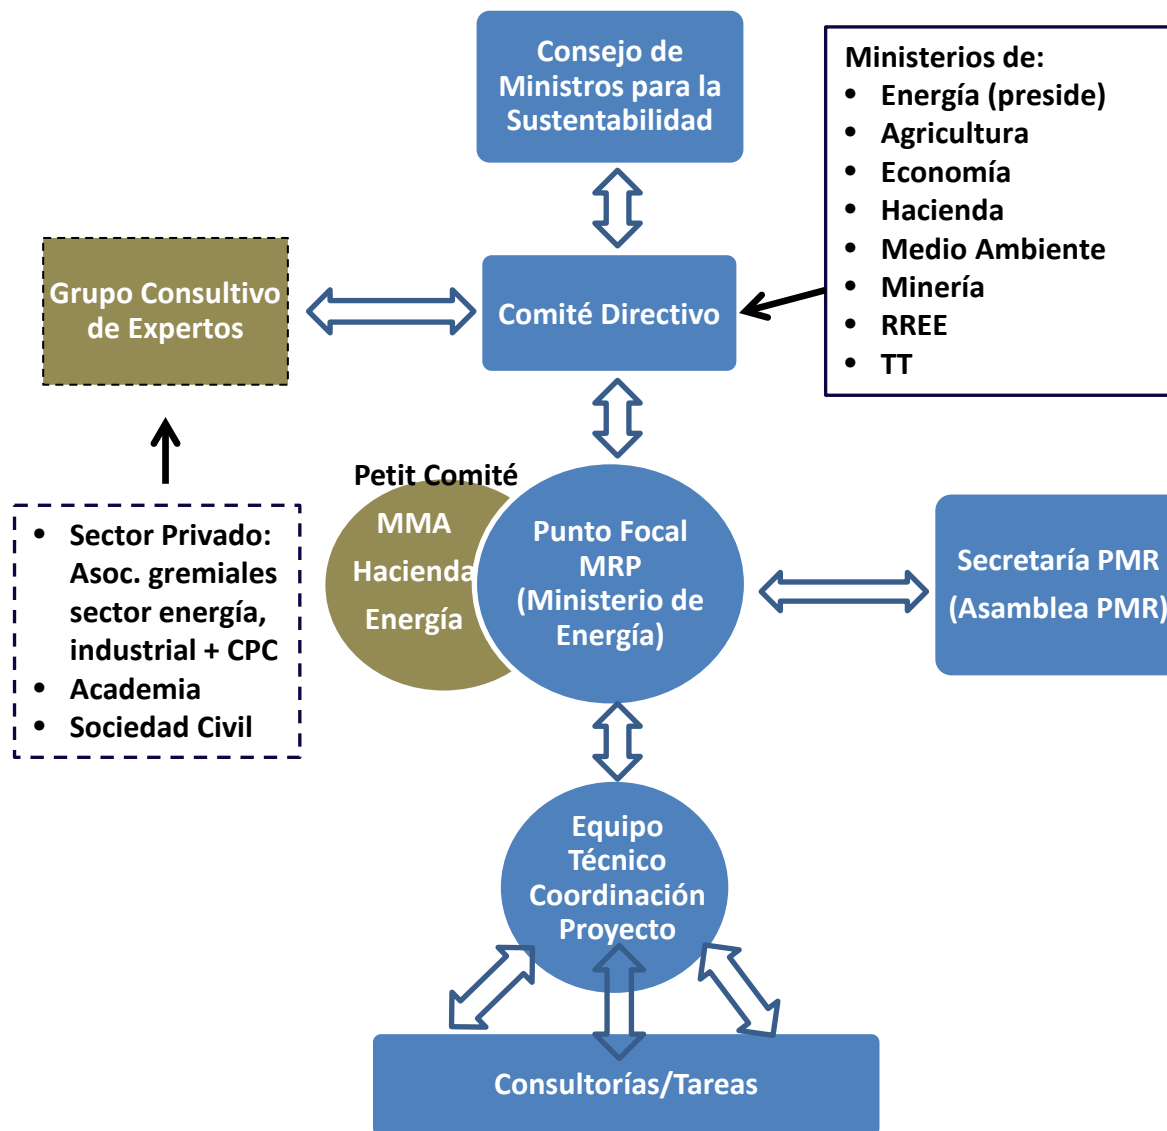 Consejo de
Ministros para la
Sustentabilidad
Ministerios de:
• Energía (preside)
• Agricultura
• Economía
• Hacienda
• Medio Ambiente
• Minería
• RREE
• TT
Grupo Consultivo
de Expertos
Comité Directivo
• Sector Privado:
Asoc. gremiales
sector energía,
industrial + CPC
• Academia
• Sociedad Civil
Petit Comité
MMA
Hacienda
Energía
Punto Focal
MRP
(Ministerio de
Energía)
Secretaría PMR
(Asamblea PMR)
Equipo
Técnico
Coordinación
Proyecto
Consultorías/Tareas